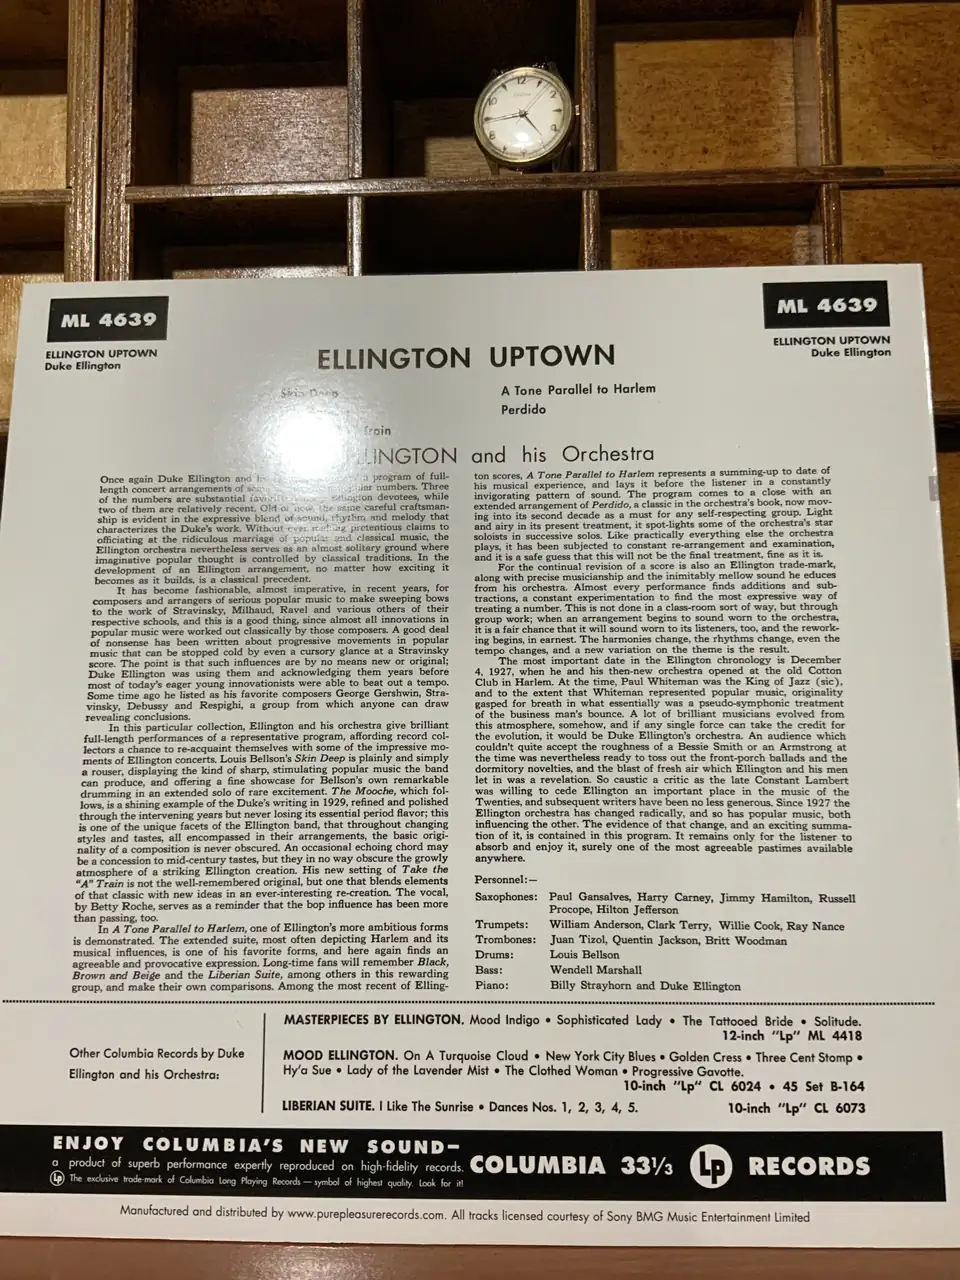 12
ML 4639
ELLINGTON UPTOWN
Duke Ellington
ML 4639
ELLINGTON UPTOWN
Duke Ellington
ELLINGTON UPTOWN
Skin Deep
Train
A Tone Parallel to Harlem
Perdido
LLINGTON and his Orchestra
Once again Duke Ellington and program of full-
length concert arrangements of numbers. Three
of the numbers are substantial Ellington devotees, while
two of them are relatively recent. Old or new, the same careful craftsman-
ship is evident in the expressive blend of sound, rhythm, and melody that
characterizes the Duke's work. Without ever making pretentious claims to
officiating at the ridiculous marriage of popular and classical music, the
Ellington orchestra nevertheless serves as an almost solitary ground where
imaginative popular thought is controlled by classical traditions. In the
development of an Ellington arrangement, no matter how exciting it
becomes as it builds, is a classical precedent.
It has become fashionable, almost imperative, in recent years, for
composers and arrangers of serious popular music to make sweeping bows
to the work of Stravinsky, Milhaud, Ravel and various others of their
respective schools, and this is a good thing, since almost all innovations in
popular music were worked out classically by those composers. A good deal
of nonsense has been written about progressive movements in popular
music that can be stopped cold by even a cursory glance at a Stravinsky
score. The point is that such influences are by no means new or original;
Duke Ellington was using them and acknowledging them years before
most of today's eager young innovationists were able to beat out a tempo.
Some time ago he listed as his favorite composers George Gershwin, Stra-
vinsky, Debussy and Respighi, a group from which anyone can draw
revealing conclusions.
In this particular collection, Ellington and his orchestra give brilliant
full-length performances of a representative program, affording record col-
lectors a chance to re-acquaint themselves with some of the impressive mo-
ments of Ellington concerts. Louis Bellson's Skin Deep is plainly and simply
a rouser, displaying the kind of sharp, stimulating popular music the band
can produce, and offering a fine showcase for Bellson's own remarkable
drumming in an extended solo of rare excitement. The Mooche, which fol-
lows, is a shining example of the Duke's writing in 1929, refined and polished
through the intervening years but never losing its essential period flavor; this
is one of the unique facets of the Ellington band, that throughout changing
styles and tastes, all encompassed in their arrangements, the basic origi-
nality of a composition is never obscured. An occasional echoing chord may
be a concession to mid-century tastes, but they in no way obscure the growly
atmosphere of a striking Ellington creation. His new setting of Take the
"A" Train is not the well-remembered original, but one that blends elements
of that classic with new ideas in an ever-interesting re-creation. The vocal,
by Betty Roche, serves as a reminder that the bop influence has been more
than passing, too.
In A Tone Parallel to Harlem, one of Ellington's more ambitious forms
is demonstrated. The extended suite, most often depicting Harlem and its
musical influences, is one of his favorite forms, and here again finds an
agreeable and provocative expression. Long-time fans will remember Black,
Brown and Beige and the Liberian Suite, among others in this rewarding
group, and make their own comparisons. Among the most recent of Elling-
ton scores, A Tone Parallel to Harlem represents a summing-up to date of
his musical experience, and lays it before the listener in a constantly
invigorating pattern of sound. The program comes to a close with an
extended arrangement of Perdido, a classic in the orchestra's book, now mov-
ing into its second decade as a must for any self-respecting group. Light
and airy in its present treatment, it spot-lights some of the orchestra's star
soloists in successive solos. Like practically everything else the orchestra
plays, it has been subjected to constant re-arrangement and examination,
and it is a safe guess that this will not be the final treatment, fine as it is.
For the continual revision of a score is also an Ellington trade-mark,
along with precise musicianship and the inimitably mellow sound he educes
from his orchestra. Almost every performance finds additions and sub-
tractions, a constant experimentation to find the most expressive way of
treating a number. This is not done in a class-room sort of way, but through
group work; when an arrangement begins to sound worn to the orchestra,
it is a fair chance that it will sound worn to its listeners, too, and the rework-
ing begins, in earnest. The harmonies change, the rhythms change, even the
tempo changes, and a new variation on the theme is the result.
The most important date in the Ellington chronology is December
4, 1927, when he and his then-new orchestra opened at the old Cotton
Club in Harlem. At the time, Paul Whiteman was the King of Jazz (sic),
and to the extent that Whiteman represented popular music, originality
gasped for breath in what essentially was a pseudo-symphonic treatment
of the business man's bounce. A lot of brilliant musicians evolved from
this atmosphere, somehow, and if any single force can take the credit for
the evolution, it would be Duke Ellington's orchestra. An audience which
couldn't quite accept the roughness of a Bessie Smith or an Armstrong at
the time was nevertheless ready to toss out the front-porch ballads and the
dormitory novelties, and the blast of fresh air which Ellington and his men
let in was a revelation. So caustic a critic as the late Constant Lambert
was willing to cede Ellington an important place in the music of the
Twenties, and subsequent writers have been no less generous. Since 1927 the
Ellington orchestra has changed radically, and so has popular music, both
influencing the other. The evidence of that change, and an exciting summa-
tion of it, is contained in this program. It remains only for the listener to
absorb and enjoy it, surely one of the most agreeable pastimes available
anywhere.
Personnel:—
Saxophones: Paul Gansalves, Harry Carney, Jimmy Hamilton, Russell
Procope, Hilton Jefferson
Trumpets: William Anderson, Clark Terry, Willie Cook, Ray Nance
Trombones: Juan Tizol, Quentin Jackson, Britt Woodman
Drums: Louis Bellson
Bass: Wendell Marshall
Piano: Billy Strayhorn and Duke Ellington
Other Columbia Records by Duke
Ellington and his Orchestra:
MASTERPIECES BY ELLINGTON. Mood Indigo • Sophisticated Lady • The Tattooed Bride • Solitude.
12-inch "Lp" ML 4418
MOOD ELLINGTON. On A Turquoise Cloud • New York City Blues • Golden Cress • Three Cent Stomp •
Hy'a Sue • Lady of the Lavender Mist • The Clothed Woman • Progressive Gavotte.
10-inch "Lp" CL 6024 • 45 Set B-164
LIBERIAN SUITE. I Like The Sunrise • Dances Nos. 1, 2, 3, 4, 5. 10-inch "Lp" CL 6073
ENJOY COLUMBIA'S NEW SOUND—
a product of superb performance expertly reproduced on high-fidelity records.
Lp The exclusive trade-mark of Columbia Long Playing Records — symbol of highest quality. Look for it!
COLUMBIA 33⅓ Lp RECORDS
Manufactured and distributed by www.purepleasurerecords.com. All tracks licensed courtesy of Sony BMG Music Entertainment Limited